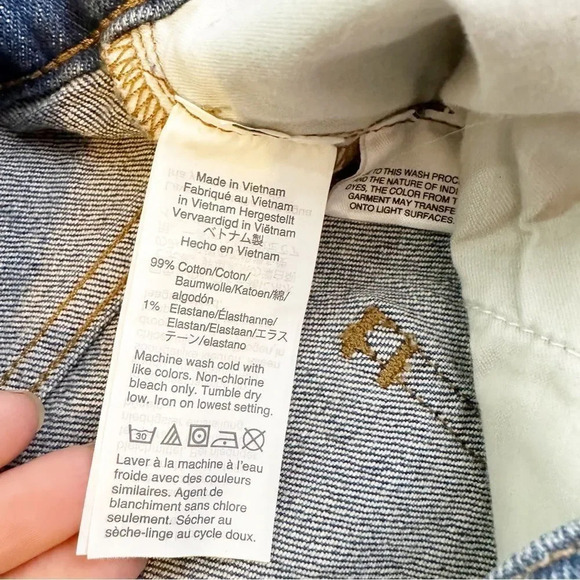 Made in Vietnam
Fabriqué au Vietnam
in Vietnam Hergestellt
Vervaardigd in Vietnam
ベトナム製
Hecho en Vietnam
99% Cotton/Coton/
Baumwolle/Katoen/綿/
algodón
1% Elastane/Élasthanne/
Elastan/Elastaan/エラス
テーン/elastano
Machine wash cold with
like colors. Non-chlorine
bleach only. Tumble dry
low. Iron on lowest setting.
30
Laver à la machine à l'eau
froide avec des couleurs
similaires. Agent de
blanchiment sans chlore
seulement. Sécher au
sèche-linge au cycle doux.
TO THIS WASH PROC
AND THE NATURE OF INDI
DYES, THE COLOR FROM T
GARMENT MAY TRANSFE
ONTO LIGHT SURFACES.